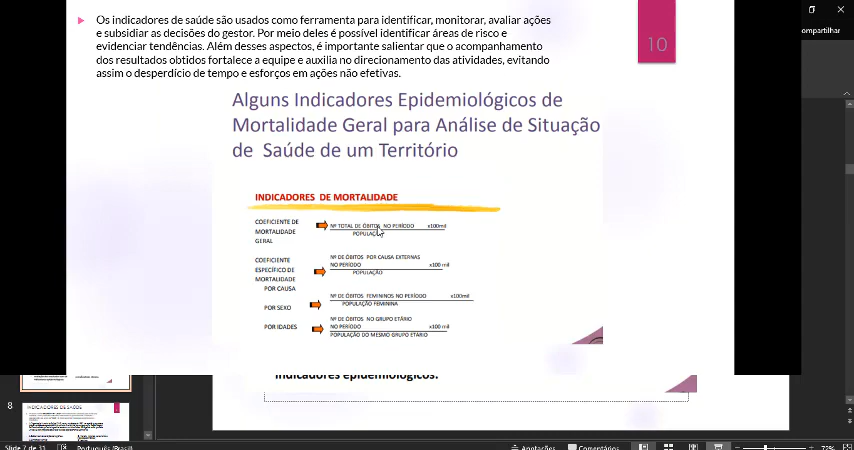 Os indicadores de saúde são usados como ferramenta para identificar, monitorar, avaliar ações
e subsidiar as decisões do gestor. Por meio deles é possível identificar áreas de risco e
evidenciar tendências. Além desses aspectos, é importante salientar que o acompanhamento
dos resultados obtidos fortalece a equipe e auxilia no direcionamento das atividades, evitando
assim o desperdício de tempo e esforços em ações não efetivas.
10
ompartilhar
Alguns Indicadores Epidemiológicos de
Mortalidade Geral para Análise de Situação
de Saúde de um Território
INDICADORES DE MORTALIDADE
COEFICIENTE DE
MORTALIDADE
GERAL
Nº TOTAL DE ÓBITOS NO PERÍODO x100mil
POPULAÇÃO
COEFICIENTE
ESPECÍFICO DE
MORTALIDADE
POR CAUSA
Nº DE ÓBITOS POR CAUSA EXTERNAS
NO PERÍODO x100 mil
POPULAÇÃO
POR SEXO
Nº DE ÓBITOS FEMININOS NO PERÍODO x100mil
POPULAÇÃO FEMININA
POR IDADES
Nº DE ÓBITOS NO GRUPO ETÁRIO
NO PERÍODO x100 mil
POPULAÇÃO DO MESMO GRUPO ETÁRIO
Indicadores epidemiológicos.
8
INDICADORES DE SAÚDE
Slide 7 de 31
Português (Brasil)
Anotações
Comentários
72%